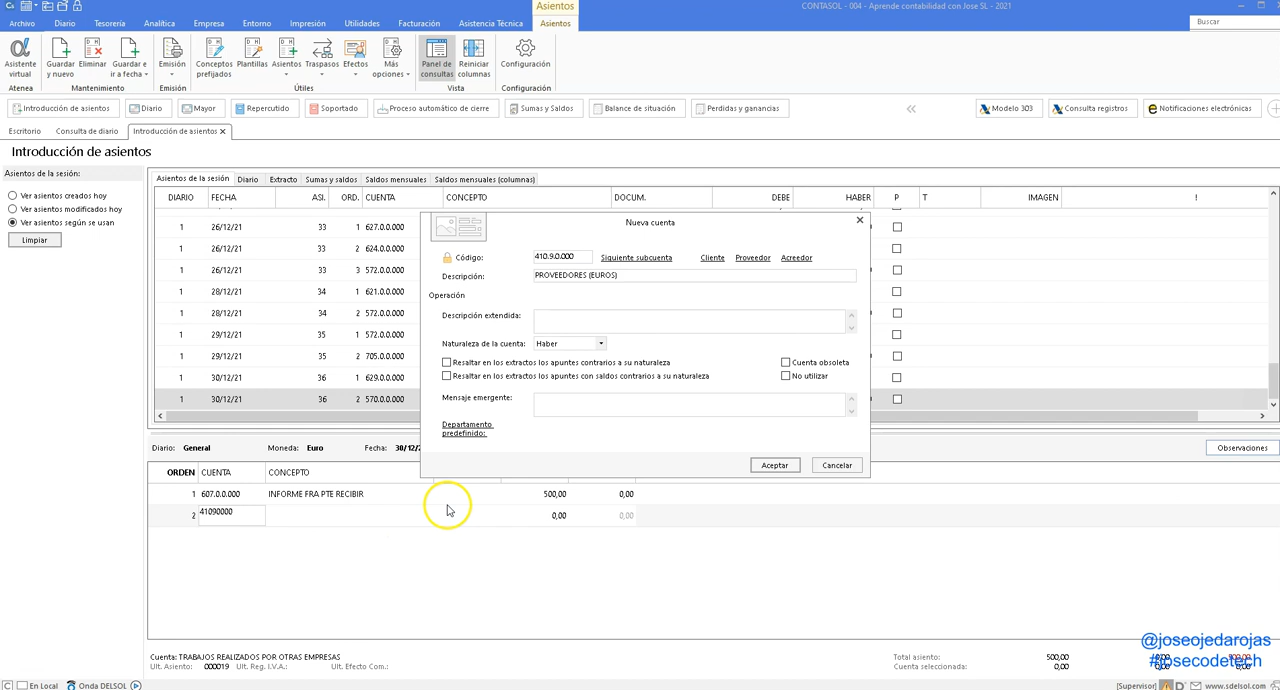 Asientos
CONTASOL - 004 - Aprende contabilidad con Jose SL - 2021
Archivo Diario Tesorería Analítica Empresa Entorno Impresión Utilidades Facturación Asistencia Técnica Asientos
Buscar
Asistente virtual
Guardar y nuevo
Eliminar
Guardar e ir a fecha
Emisión
Conceptos prefijados
Plantillas
Asientos
Traspasos
Efectos
Más opciones
Panel de consultas
Reiniciar columnas
Configuración
Atenea Mantenimiento Emisión Útiles Vista Configuración
Introducción de asientos Diario Mayor Repercutido Soportado Proceso automático de cierre Sumas y Saldos Balance de situación Perdidas y ganancias Modelo 303 Consulta registros Notificaciones electrónicas
Escritorio Consulta de diario Introducción de asientos
Introducción de asientos
Asientos de la sesión:
Ver asientos creados hoy
Ver asientos modificados hoy
Ver asientos según se usan
Limpiar
Asientos de la sesión Diario Extracto Sumas y saldos Saldos mensuales Saldos mensuales (columnas)
DIARIO FECHA ASI. ORD. CUENTA CONCEPTO DOCUM. DEBE HABER P T IMAGEN !
1 26/12/21 33 1 627.0.0.000
1 26/12/21 33 2 624.0.0.000
1 26/12/21 33 3 572.0.0.000
1 28/12/21 34 1 621.0.0.000
1 28/12/21 34 2 572.0.0.000
1 29/12/21 35 1 572.0.0.000
1 29/12/21 35 2 705.0.0.000
1 30/12/21 36 1 629.0.0.000
1 30/12/21 36 2 570.0.0.000
Nueva cuenta
Código: 410.9.0.000 Siguiente subcuenta Cliente Proveedor Acreedor
Descripción: PROVEEDORES (EUROS)
Operación
Descripción extendida:
Naturaleza de la cuenta: Haber
Resaltar en los extractos los apuntes contrarios a su naturaleza Cuenta obsoleta
Resaltar en los extractos los apuntes con saldos contrarios a su naturaleza No utilizar
Mensaje emergente:
Departamento
predefinido:
Aceptar Cancelar
Diario: General Moneda: Euro Fecha: 30/12/2 Observaciones
ORDEN CUENTA CONCEPTO
1 607.0.0.000 INFORME FRA PTE RECIBIR 500,00 0,00
2 41090000 0,00 0,00
Cuenta: TRABAJOS REALIZADOS POR OTRAS EMPRESAS
Ult. Asiento: 000019 Ult. Reg. I.V.A.: Ult. Efecto Com.:
Total asiento: 500,00
Cuenta seleccionada: 0,00
@joseojedarojas
#josecodetech
En Local Onda DELSOL [Supervisor] www.sdelsol.com